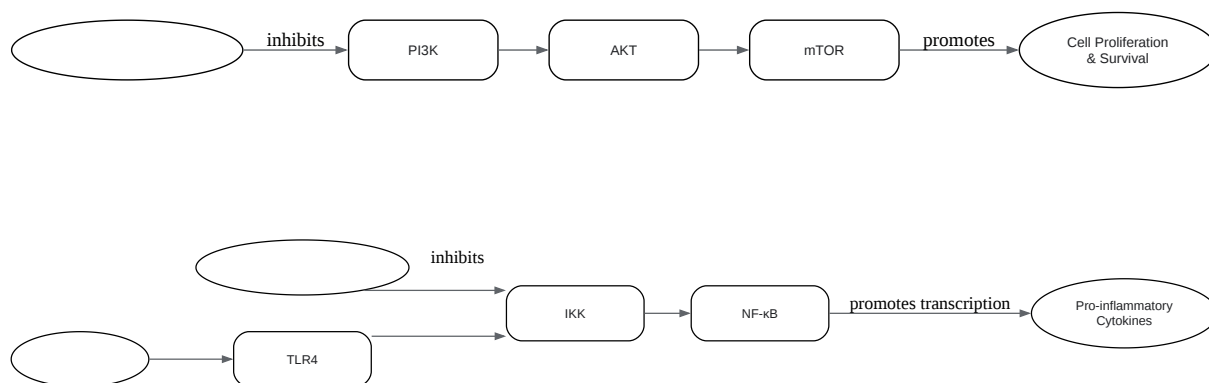 inhibits
PI3K
AKT
mTOR
promotes
Cell Proliferation
& Survival
inhibits
IKK
NF-κB
promotes transcription
Pro-inflammatory
Cytokines
TLR4